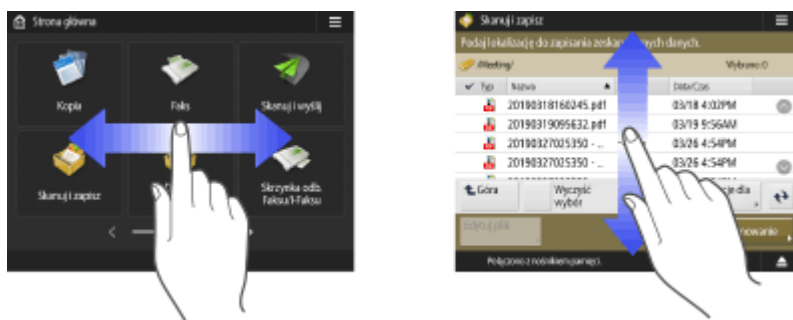 Strona główna
Kopia
Faks
Skanuj i wyślij
Skanuj i zapisz
Skrzynka odb.
Faksu/I-Faksu
Skanuj i zapisz
Podaj lokalizację do zapisania
danych.
/Meeting/
Wybrano:0
Typ Nazwa Data/Czas
20190318160245.pdf 03/18 4:02PM
20190319095632.pdf 03/19 9:56AM
20190327025350 - ... 03/26 4:54PM
20190327025350 - ... 03/26 4:54PM
Góra
Wyczyść
wybór
dla
Edytuj plik
Połączono z nośnikiem pamięci.